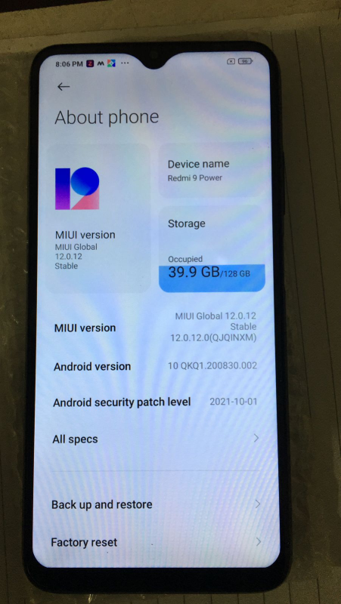 8:06 PM
About phone
MIUI version
MIUI Global
12.0.12
Stable
Device name
Redmi 9 Power
Storage
Occupied
39.9 GB/128 GB
MIUI version
MIUI Global 12.0.12
Stable
12.0.12.0(QJQINXM)
Android version
10 QKQ1.200830.002
Android security patch level
2021-10-01
All specs
Back up and restore
Factory reset